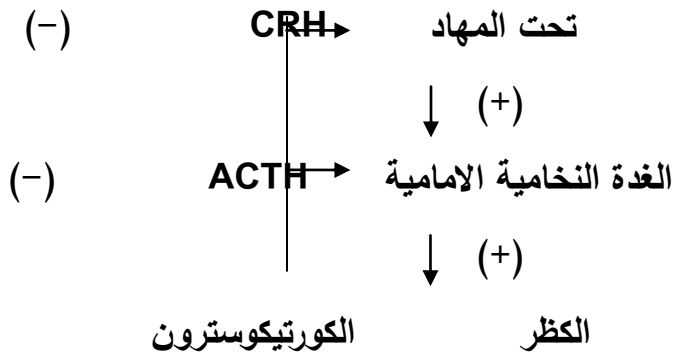 تحت المهاد CRH (−)
(+)
الغدة النخامية الامامية ACTH (−)
(+)
الكظر الكورتيكوسترون